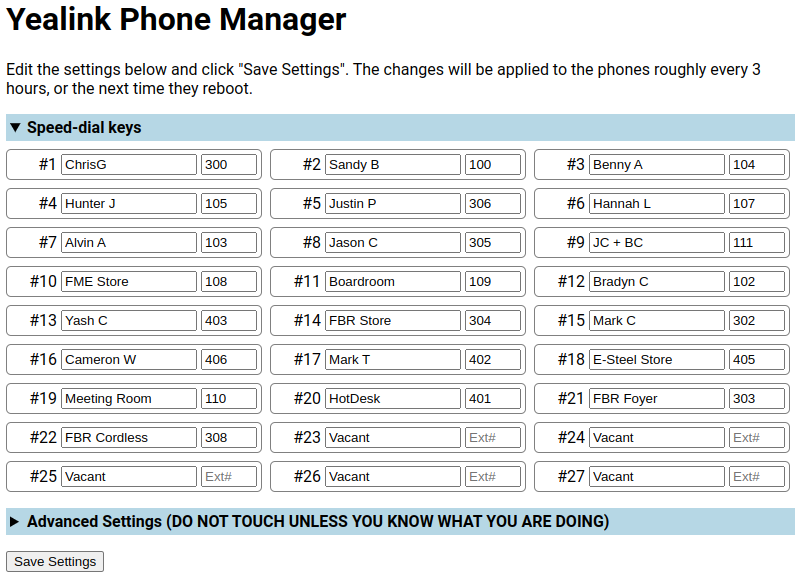 Yealink Phone Manager
Edit the settings below and click "Save Settings". The changes will be applied to the phones roughly every 3
hours, or the next time they reboot.
▼ Speed-dial keys
#1 ChrisG 300 #2 Sandy B 100 #3 Benny A 104
#4 Hunter J 105 #5 Justin P 306 #6 Hannah L 107
#7 Alvin A 103 #8 Jason C 305 #9 JC + BC 111
#10 FME Store 108 #11 Boardroom 109 #12 Bradyn C 102
#13 Yash C 403 #14 FBR Store 304 #15 Mark C 302
#16 Cameron W 406 #17 Mark T 402 #18 E-Steel Store 405
#19 Meeting Room 110 #20 HotDesk 401 #21 FBR Foyer 303
#22 FBR Cordless 308 #23 Vacant Ext# #24 Vacant Ext#
#25 Vacant Ext# #26 Vacant Ext# #27 Vacant Ext#
► Advanced Settings (DO NOT TOUCH UNLESS YOU KNOW WHAT YOU ARE DOING)
Save Settings